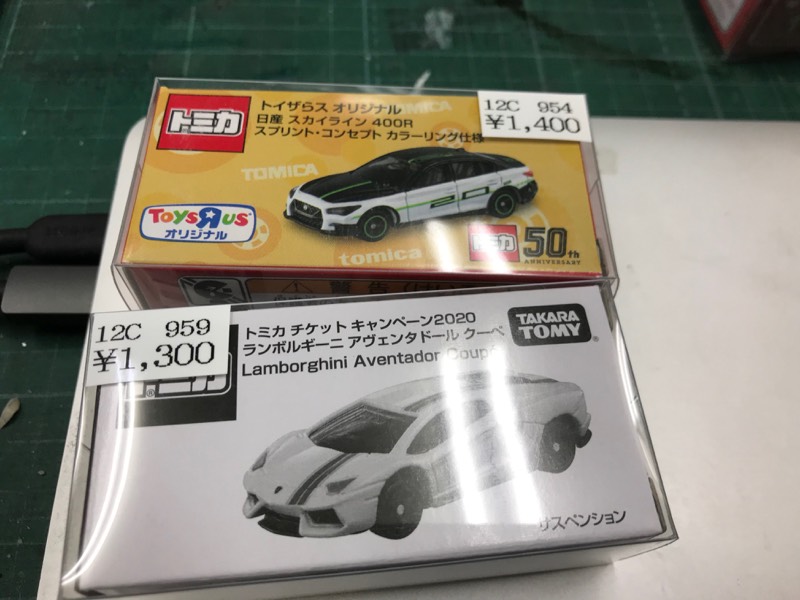 トミカ
トイザらス オリジナル
日産 スカイライン 400R
スプリント・コンセプト カラーリング仕様
12C 954
¥1,400
TOMICA
TOYSRUS
オリジナル
tomica
トミカ 50th
ANNIVERSARY
12C 959
¥1,300
トミカ チケット キャンペーン2020
ランボルギーニ アヴェンタドール クーペ
Lamborghini Aventador Coupé
TAKARA
TOMY
サスペンション